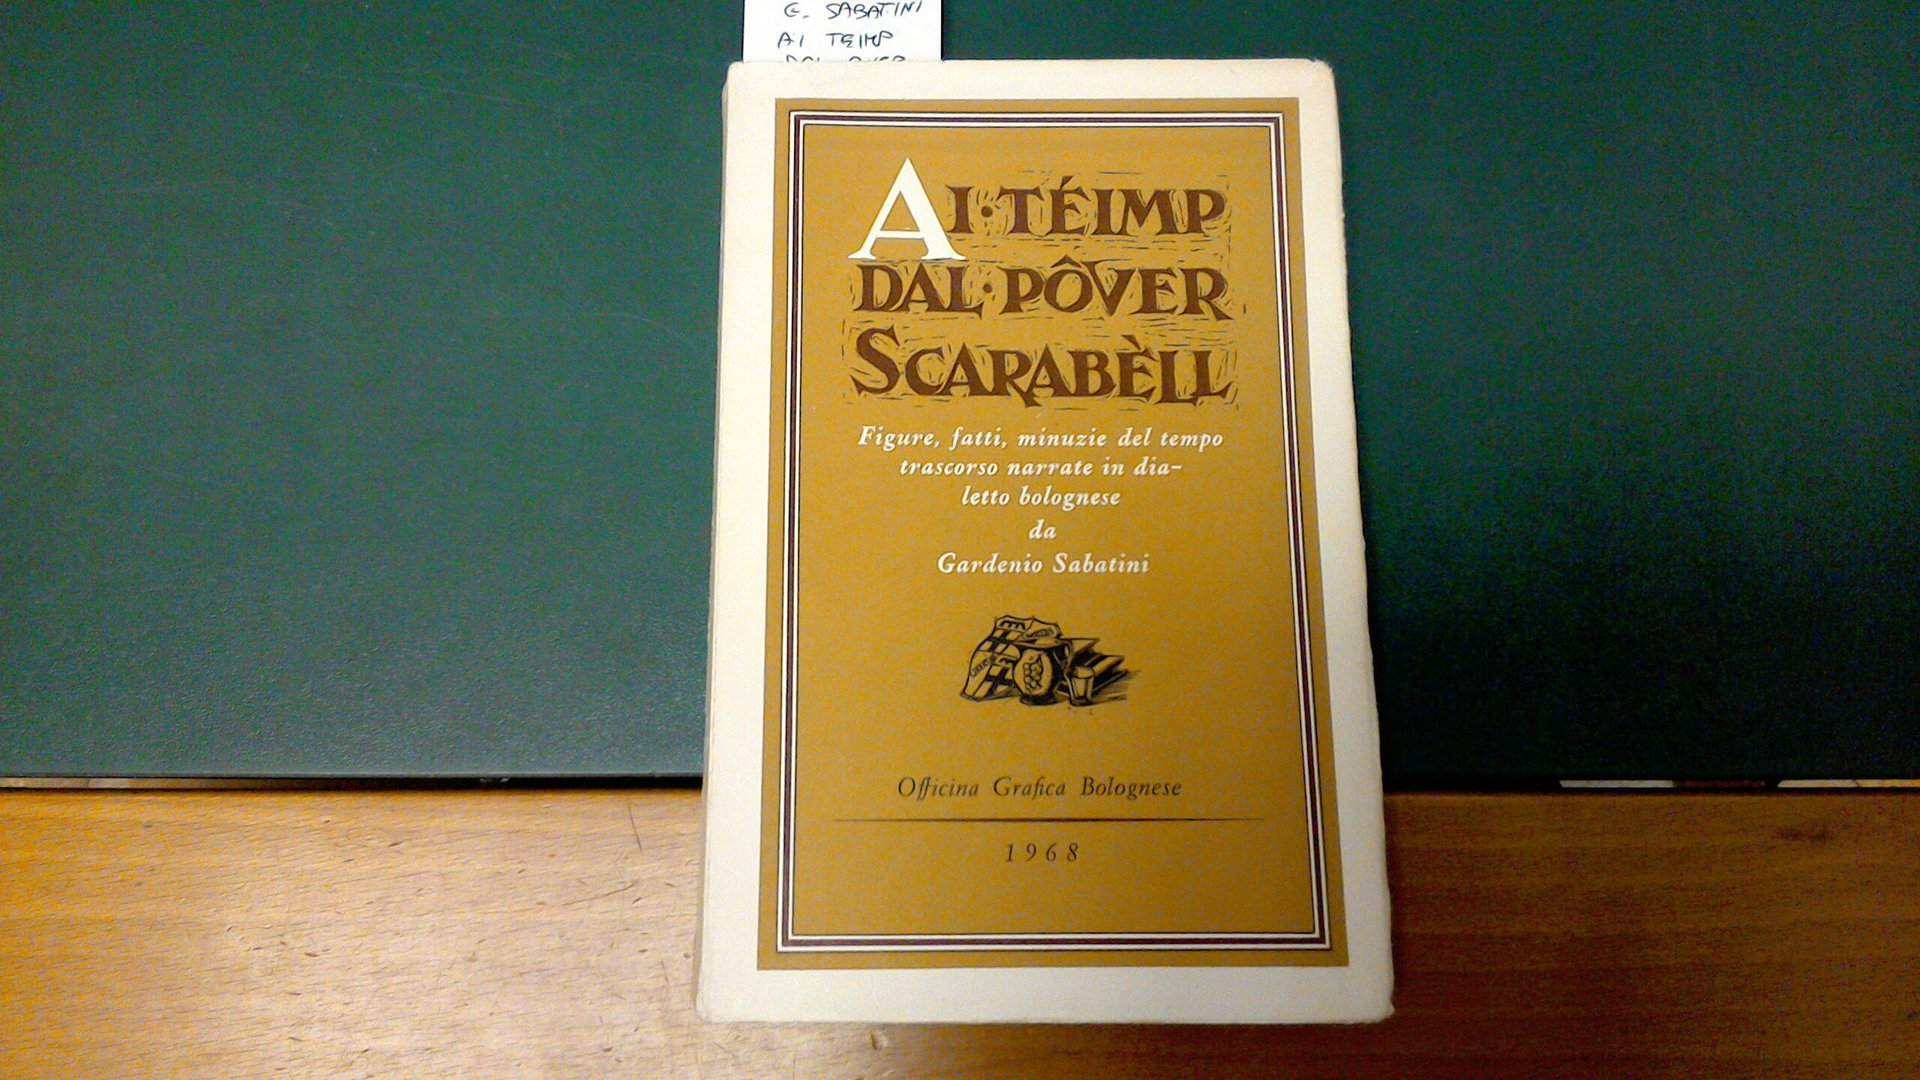 G. SABATINI
AI TEIMP
AI·TÉIMP
DAL·PÔVER
SCARABÈLL
Figure, fatti, minuzie del tempo
trascorso narrate in dia-
letto bolognese
da
Gardenio Sabatini
Officina Grafica Bolognese
1968